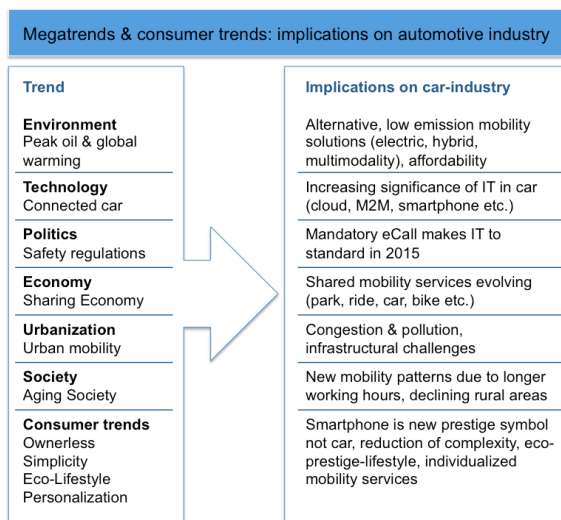 Megatrends & consumer trends: implications on automotive industry
Trend
Environment
Peak oil & global
warming
Technology
Connected car
Politics
Safety regulations
Economy
Sharing Economy
Urbanization
Urban mobility
Society
Aging Society
Consumer trends
Ownerless
Simplicity
Eco-Lifestyle
Personalization
Implications on car-industry
Alternative, low emission mobility
solutions (electric, hybrid,
multimodality), affordability
Increasing significance of IT in car
(cloud, M2M, smartphone etc.)
Mandatory eCall makes IT to
standard in 2015
Shared mobility services evolving
(park, ride, car, bike etc.)
Congestion & pollution,
infrastructural challenges
New mobility patterns due to longer
working hours, declining rural areas
Smartphone is new prestige symbol
not car, reduction of complexity, eco-
prestige-lifestyle, individualized
mobility services